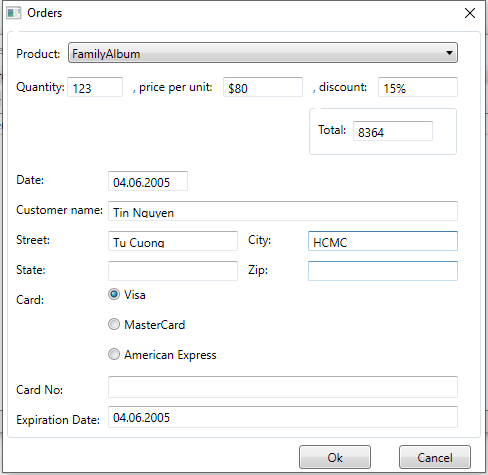 Orders
Product: FamilyAlbum
Quantity: 123 , price per unit: $80 , discount: 15%
Total: 8364
Date: 04.06.2005
Customer name: Tin Nguyen
Street: Tu Cuong City: HCMC
State: Zip:
Card: Visa
MasterCard
American Express
Card No:
Expiration Date: 04.06.2005
Ok Cancel